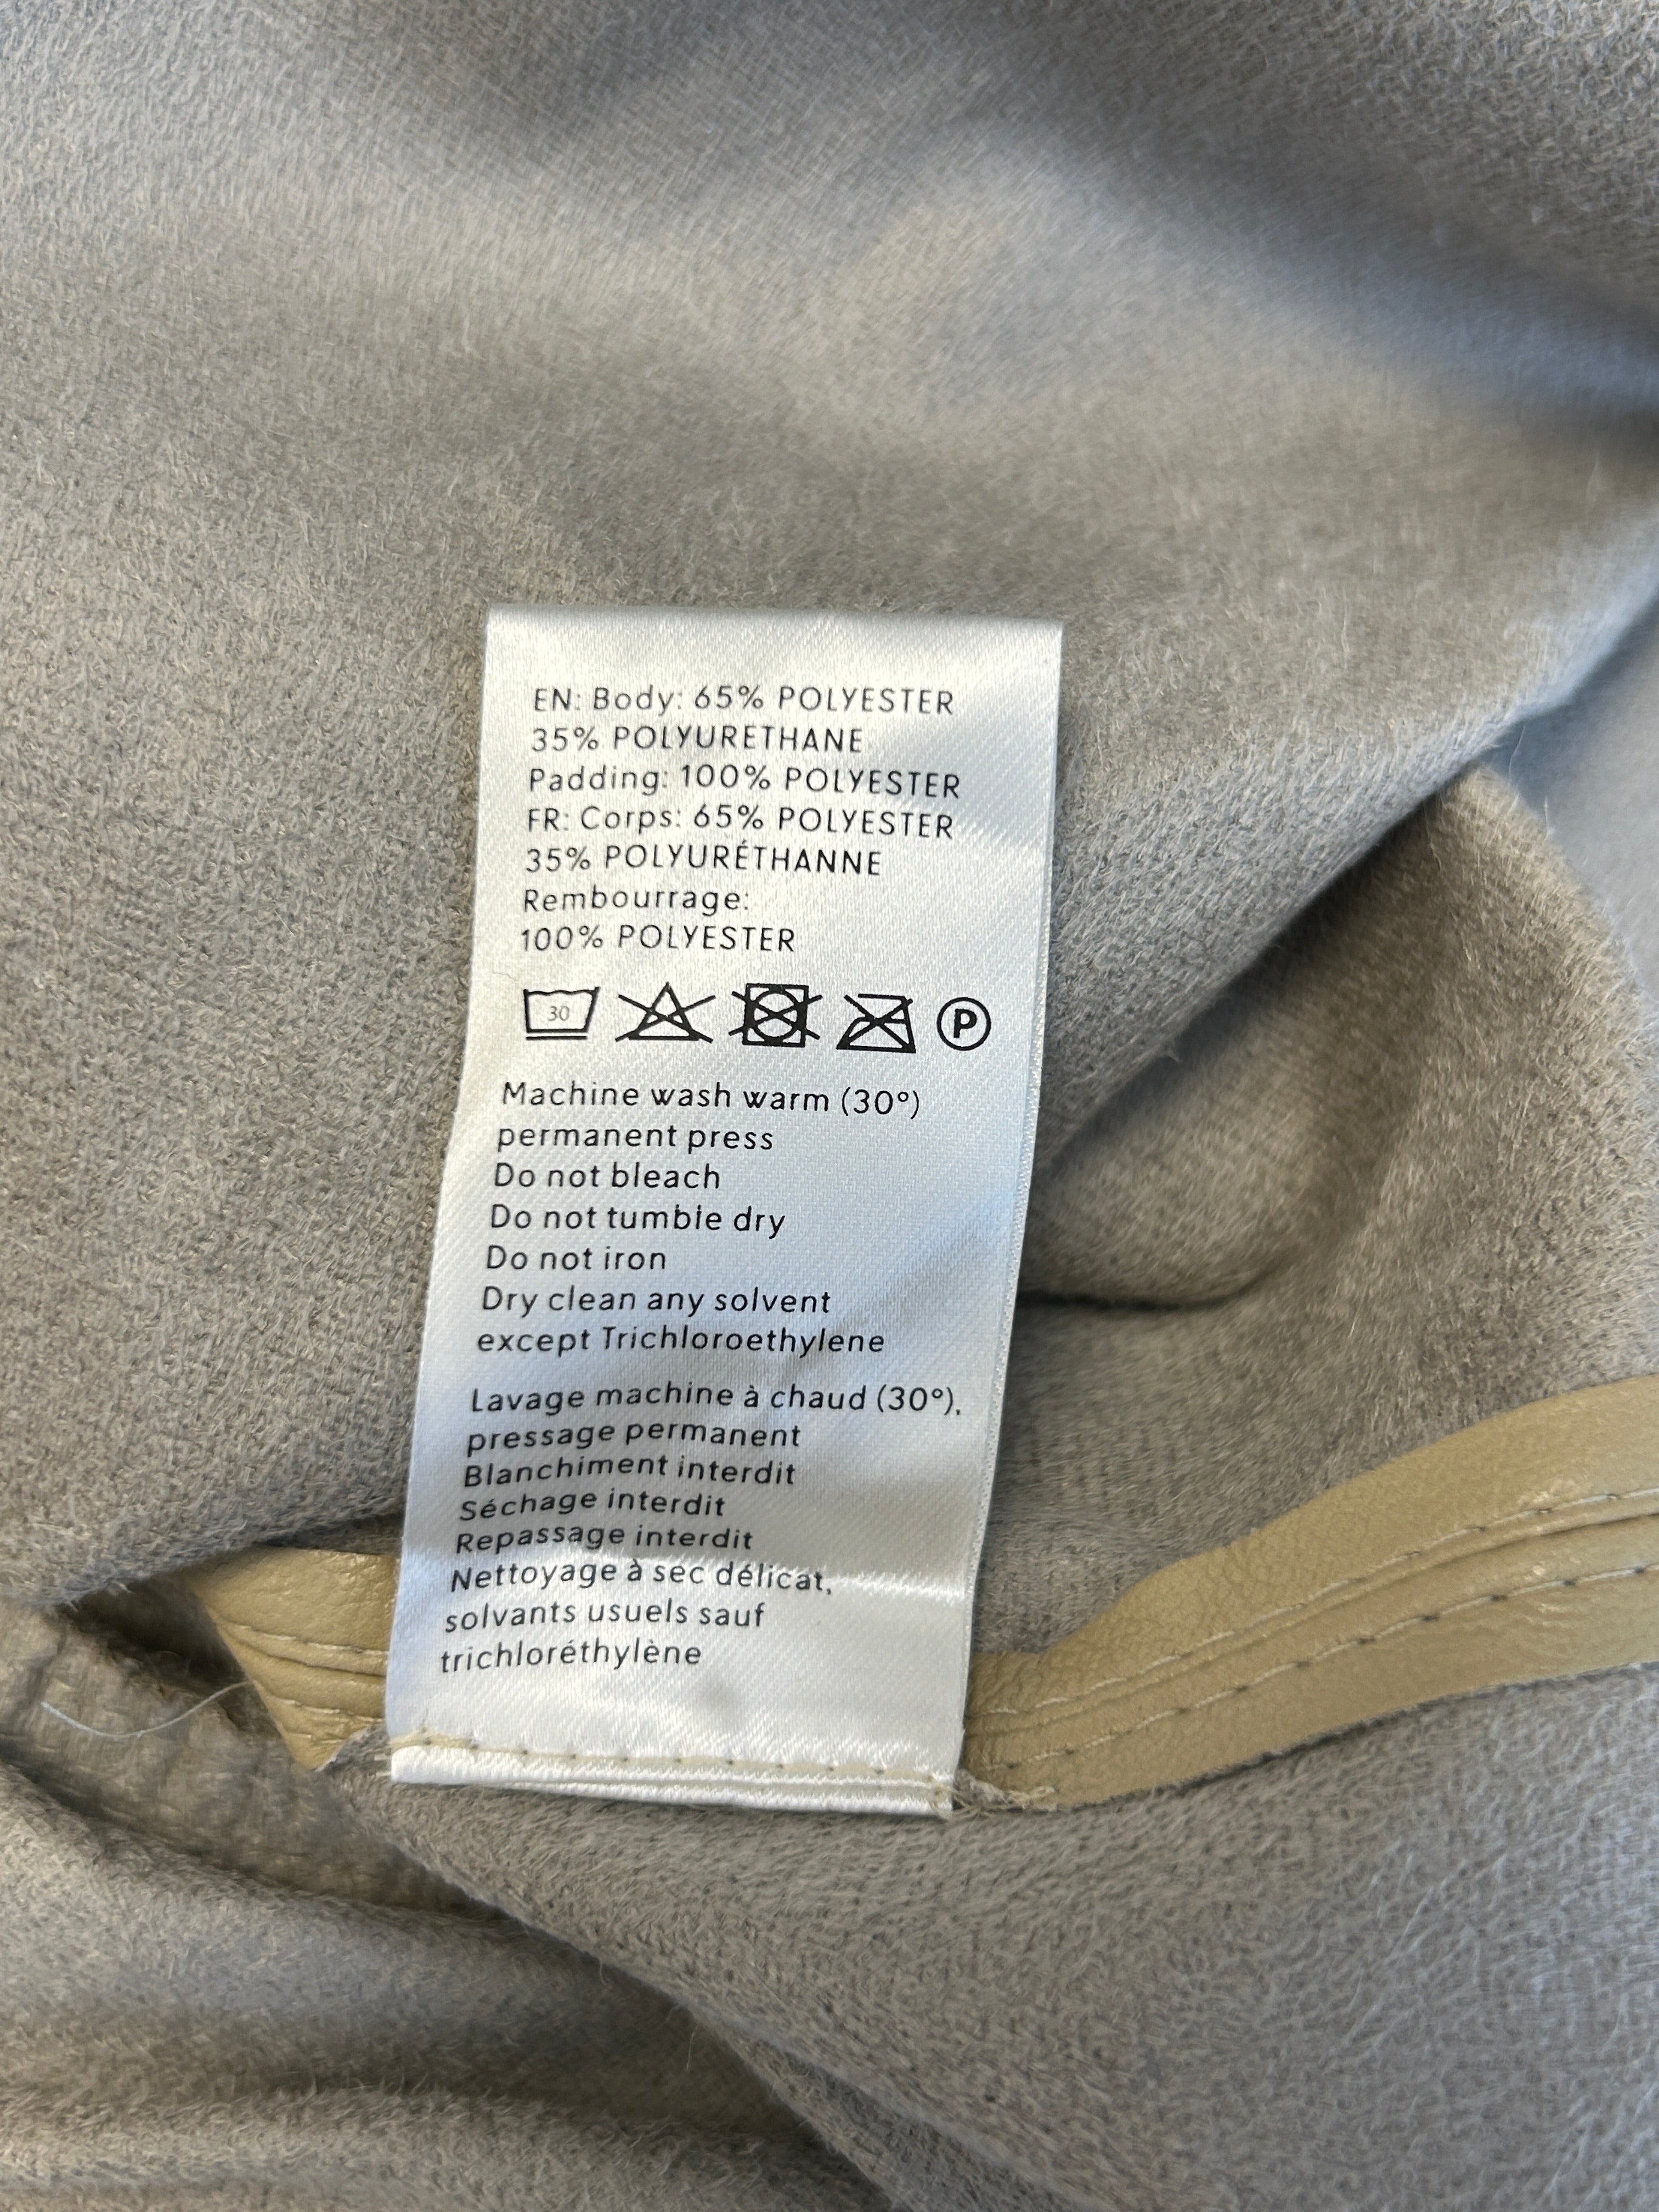 EN: Body: 65% POLYESTER
35% POLYURETHANE
Padding: 100% POLYESTER
FR: Corps: 65% POLYESTER
35% POLYURÉTHANNE
Rembourrage:
100% POLYESTER
30 P
Machine wash warm (30°)
permanent press
Do not bleach
Do not tumble dry
Do not iron
Dry clean any solvent
except Trichloroethylene
Lavage machine à chaud (30°),
pressage permanent
Blanchiment interdit
Séchage interdit
Repassage interdit
Nettoyage à sec délicat,
solvants usuels sauf
trichloréthylène